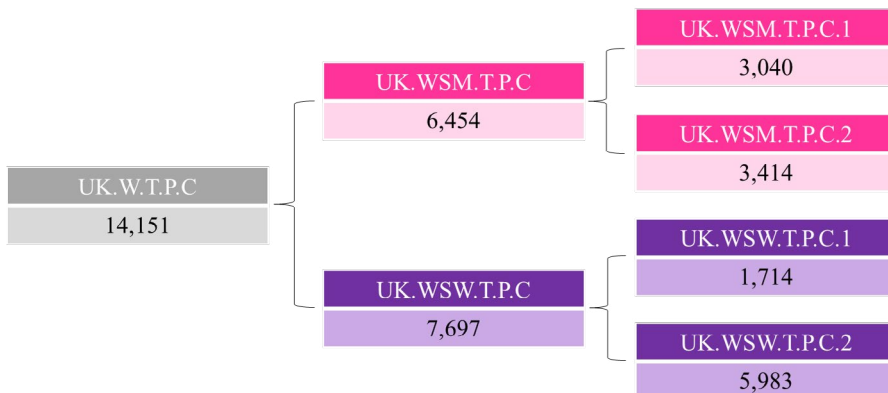 UK.W.T.P.C
14,151
UK.WSM.T.P.C
6,454
UK.WSW.T.P.C
7,697
UK.WSM.T.P.C.1
3,040
UK.WSM.T.P.C.2
3,414
UK.WSW.T.P.C.1
1,714
UK.WSW.T.P.C.2
5,983